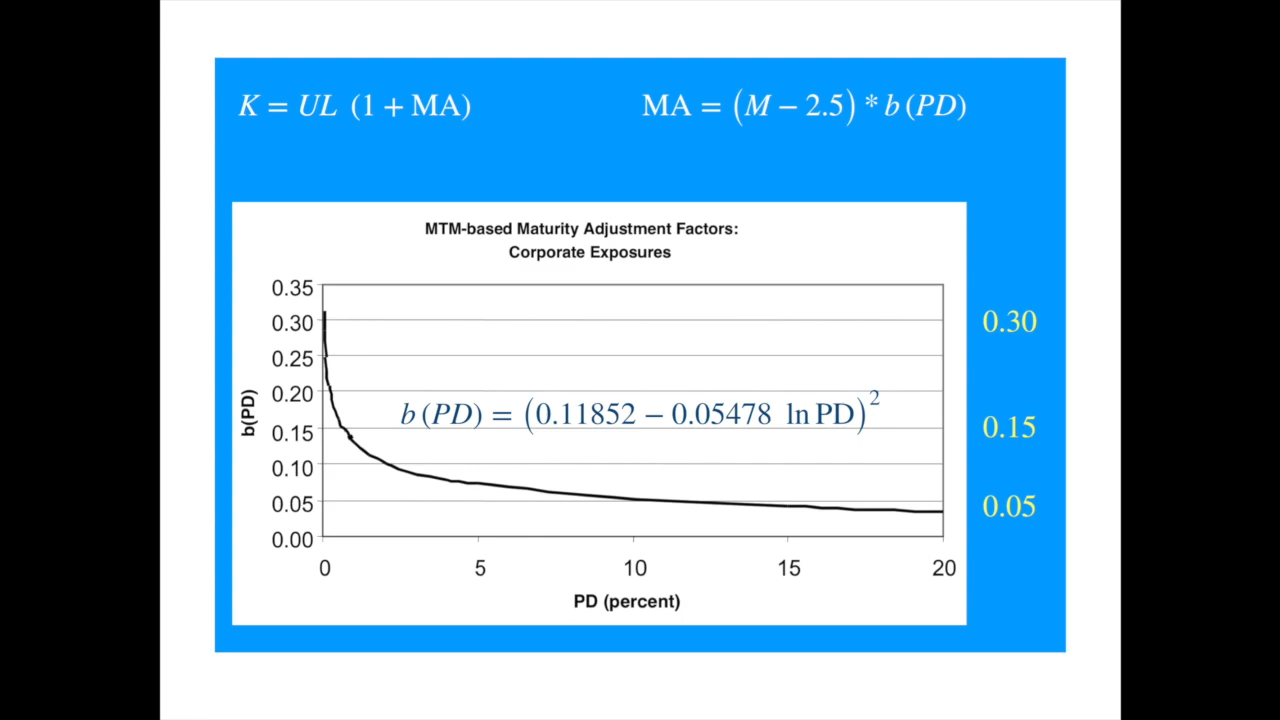 K = UL (1 + MA)
MA = (M − 2.5) * b (PD)
MTM-based Maturity Adjustment Factors:
Corporate Exposures
0.35
0.30
0.25
0.20
0.15
0.10
0.05
0.00
b(PD)
b (PD) = (0.11852 − 0.05478 ln PD)²
0 5 10 15 20
PD (percent)
0.30
0.15
0.05